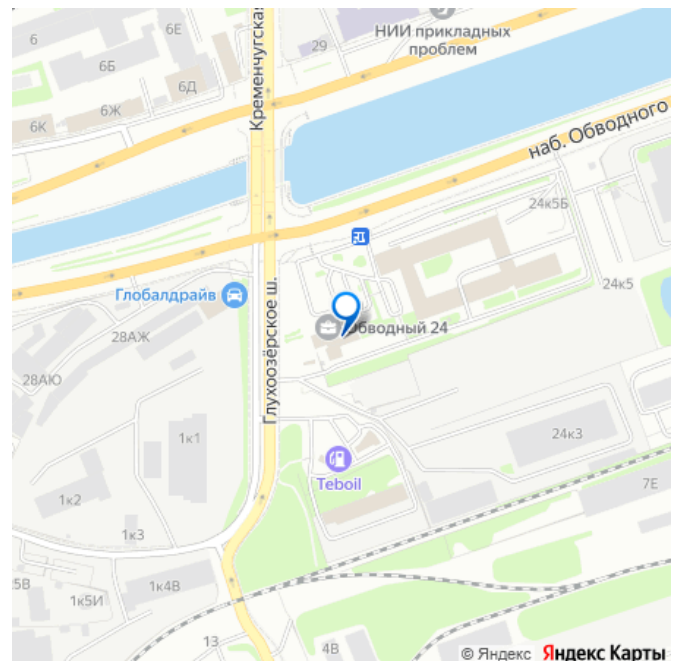 6
6Е
6Б
6Д
6Ж
6К
Кременчугская
29
НИИ прикладных
проблем
наб. Обводного
24к5Б
24к5
Глобалдрайв
28АЖ
28АЮ
Глухоозёрское ш.
Обводный 24
1к1
1к2
1к3
Teboil
24к3
7Е
5В
1к5И
1к4В
13
4В
© Яндекс Яндекс Карты